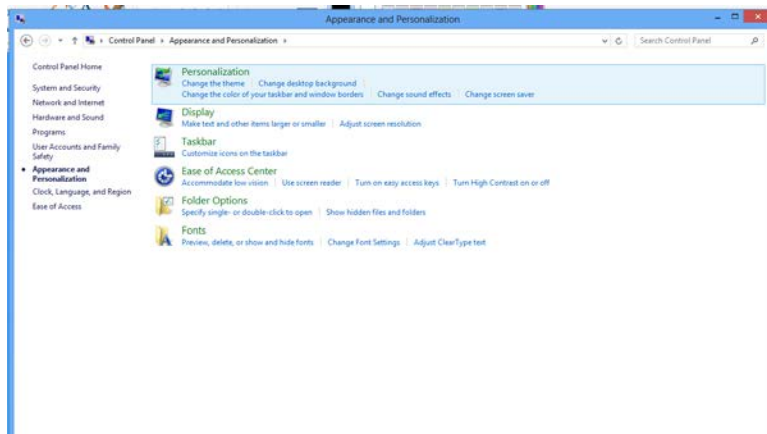 Appearance and Personalization
Control Panel Appearance and Personalization
Search Control Panel
Control Panel Home
System and Security
Network and Internet
Hardware and Sound
Programs
User Accounts and Family
Safety
Appearance and
Personalization
Clock, Language, and Region
Ease of Access
Personalization
Change the theme Change desktop background
Change the color of your taskbar and window borders Change sound effects Change screen saver
Display
Make text and other items larger or smaller Adjust screen resolution
Taskbar
Customize icons on the taskbar
Ease of Access Center
Accommodate low vision Use screen reader Turn on easy access keys Turn High Contrast on or off
Folder Options
Specify single- or double-click to open Show hidden files and folders
Fonts
Preview, delete, or show and hide fonts Change Font Settings Adjust ClearType text